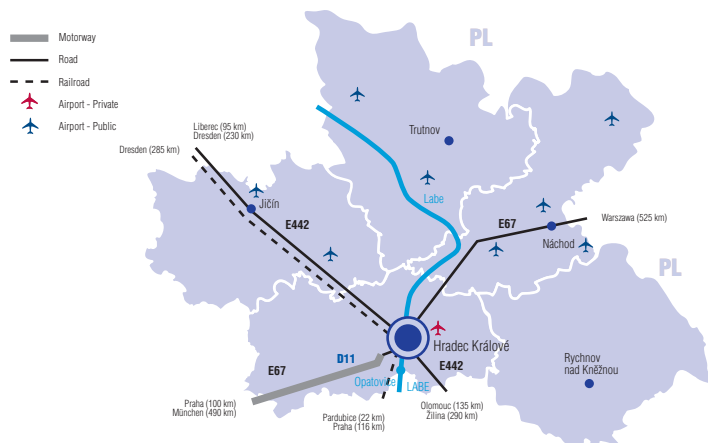 Motorway
Road
Railroad
Airport - Private
Airport - Public
PL
Liberec (95 km)
Dresden (230 km)
Dresden (285 km)
Trutnov
Jičín
Labe
E442
E67
Warszawa (525 km)
Náchod
PL
Hradec Králové
D11
E442
E67
Opatovice
LABE
Rychnov
nad Kněžnou
Praha (100 km)
München (490 km)
Olomouc (135 km)
Žilina (290 km)
Pardubice (22 km)
Praha (116 km)